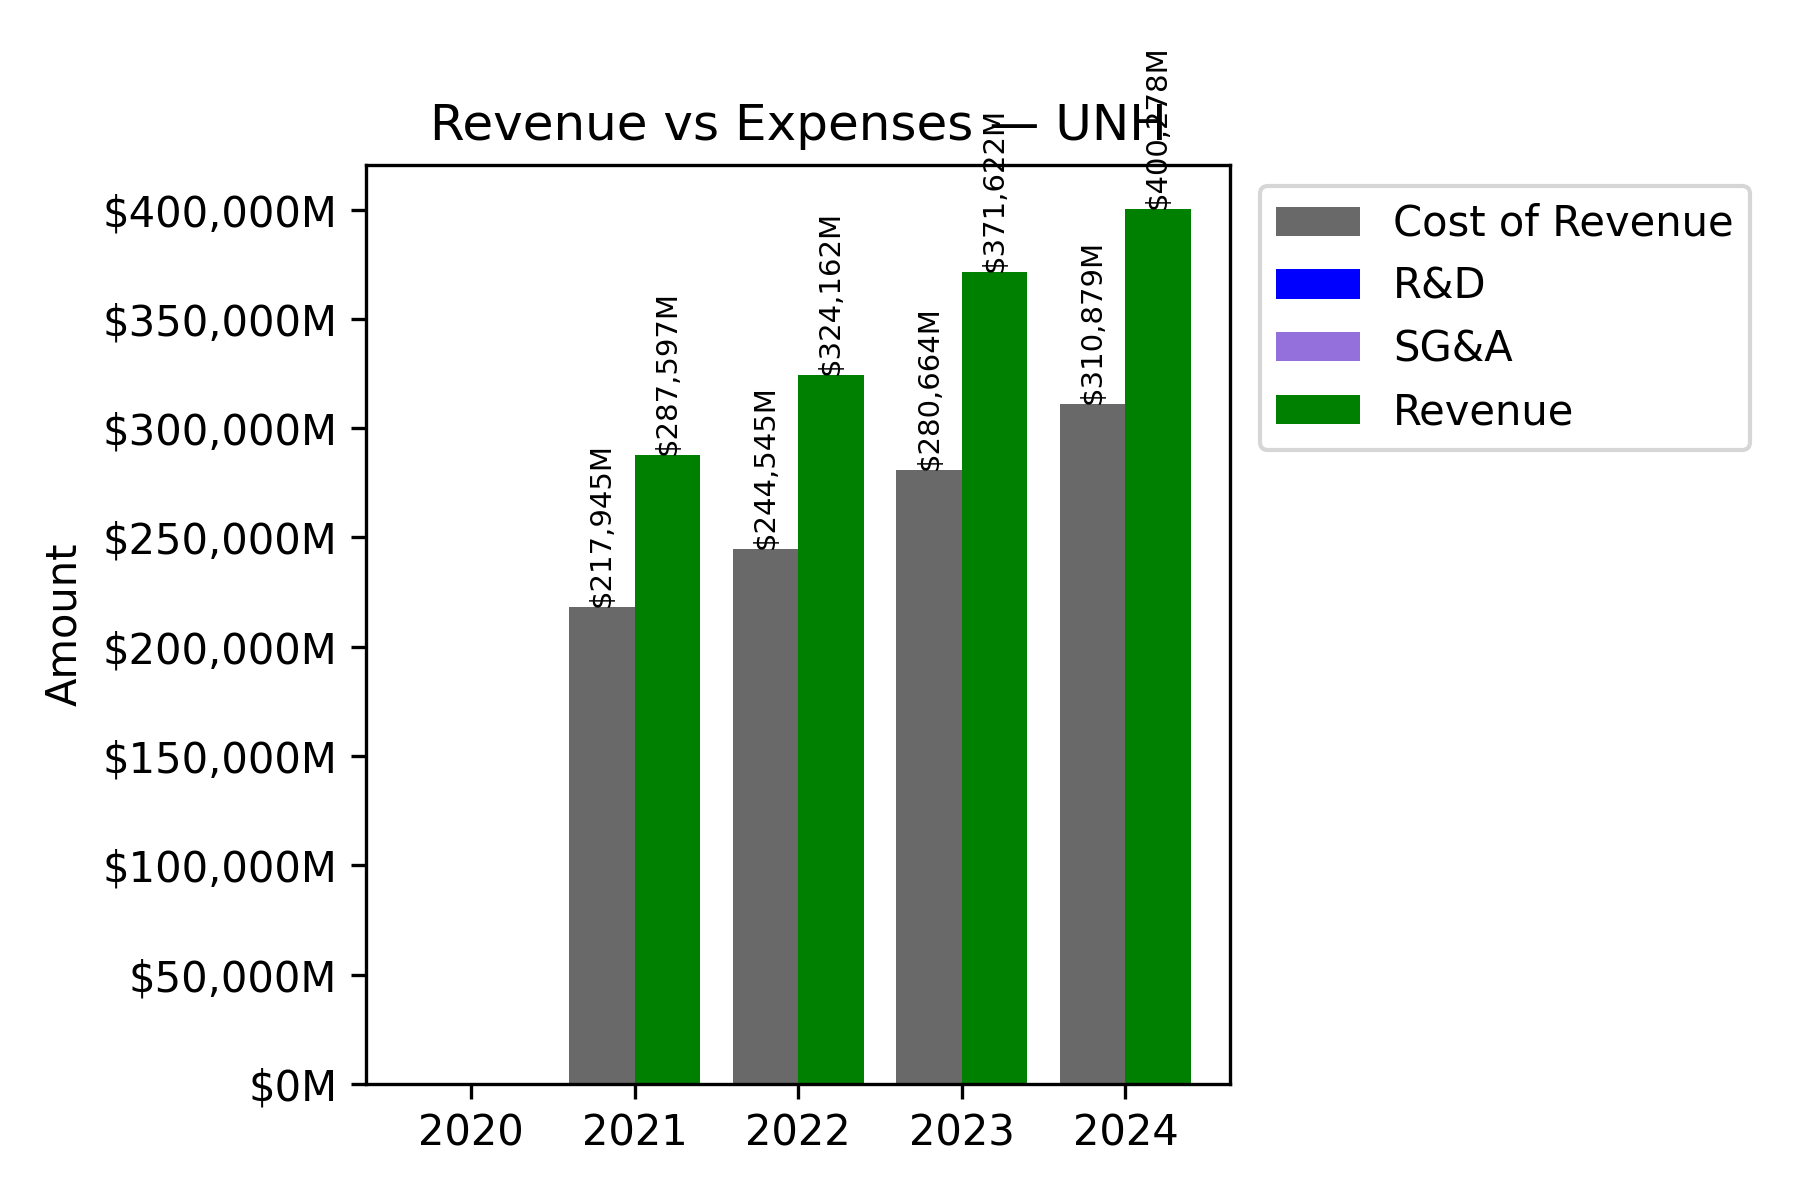 Revenue vs Expenses — UNH
Amount
$400,000M
$350,000M
$300,000M
$250,000M
$200,000M
$150,000M
$100,000M
$50,000M
$0M
$217,945M
$287,597M
$244,545M
$324,162M
$280,664M
$371,622M
$310,879M
$400,278M
2020
2021
2022
2023
2024
Cost of Revenue
R&D
SG&A
Revenue